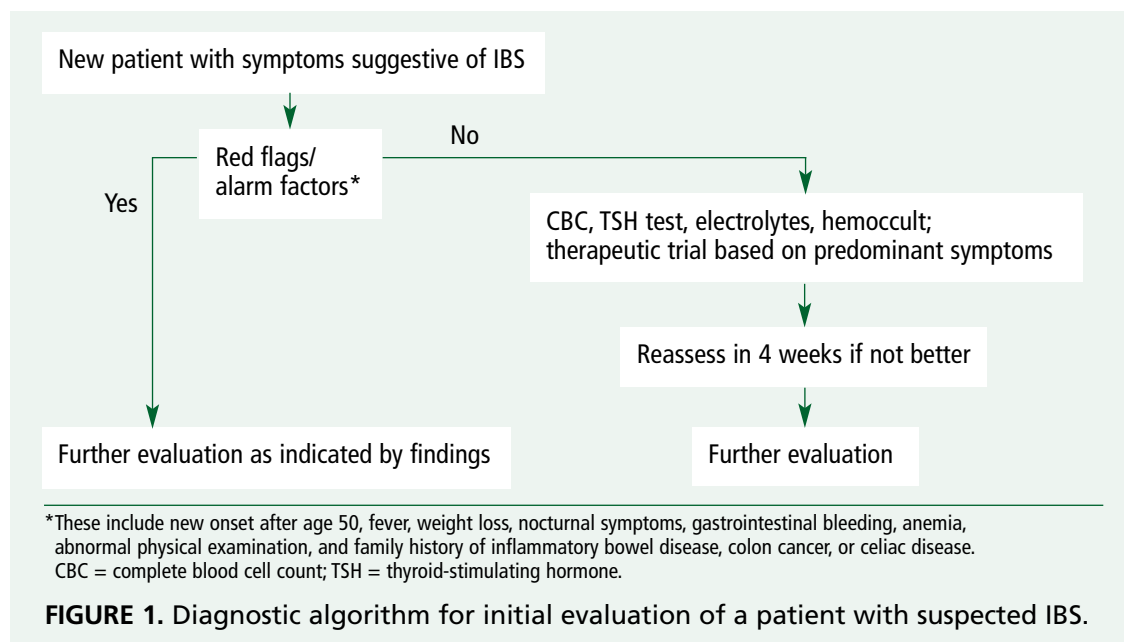 New patient with symptoms suggestive of IBS
No
Red flags/
alarm factors*
Yes
CBC, TSH test, electrolytes, hemoccult;
therapeutic trial based on predominant symptoms
Reassess in 4 weeks if not better
Further evaluation as indicated by findings
Further evaluation
*These include new onset after age 50, fever, weight loss, nocturnal symptoms, gastrointestinal bleeding, anemia,
abnormal physical examination, and family history of inflammatory bowel disease, colon cancer, or celiac disease.
CBC = complete blood cell count; TSH = thyroid-stimulating hormone.
FIGURE 1. Diagnostic algorithm for initial evaluation of a patient with suspected IBS.